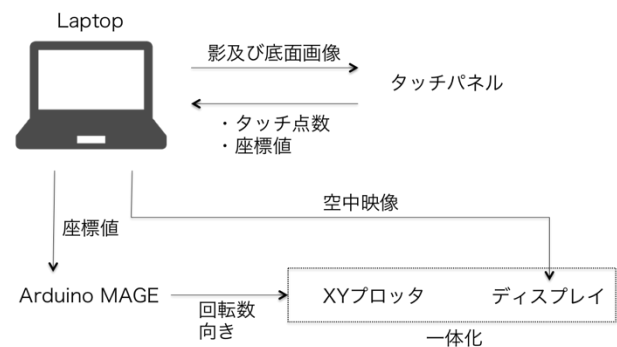 Laptop
影及び底面画像
タッチパネル
・タッチ点数
・座標値
空中映像
座標値
Arduino MAGE
回転数
向き
XYプロッタ
ディスプレイ
一体化